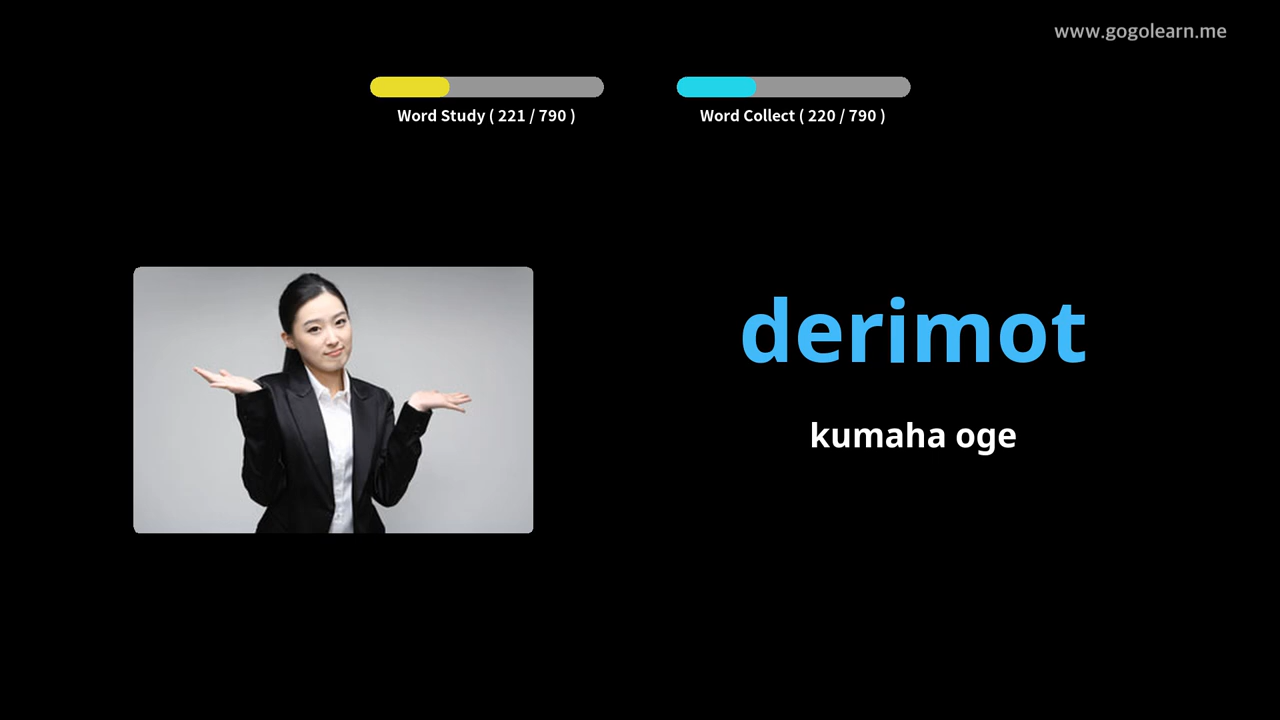 www.gogolearn.me
Word Study ( 221 / 790 )
Word Collect ( 220 / 790 )
derimot
kumaha oge